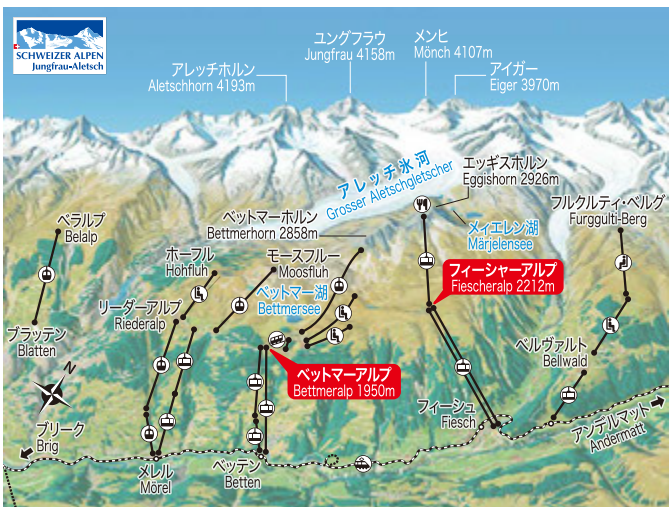 SCHWEIZER ALPEN
Jungfrau-Aletsch
ユングフラウ
Jungfrau 4158m
メンヒ
Mönch 4107m
アレッチホルン
Aletschhorn 4193m
アイガー
Eiger 3970m
アレッチ氷河
Grosser Aletschgletscher
エッギスホルン
Eggishorn 2926m
ベラルプ
Belalp
ベットマーホルン
Bettmerhorn 2858m
メィエレン湖
Märjelensee
フルクルティ・ベルグ
Furggulti-Berg
ホーフル
Hohfluh
モースフルー
Moosfluh
フィーシャーアルプ
Fiescheralp 2212m
リーダーアルプ
Riederalp
ベットマー湖
Bettmersee
ブラッテン
Blatten
ベットマーアルプ
Bettmeralp 1950m
ベルヴァルト
Bellwald
N
ブリーク
Brig
フィーシュ
Fiesch
アンデルマット
Andermatt
メレル
Mörel
ベッテン
Betten